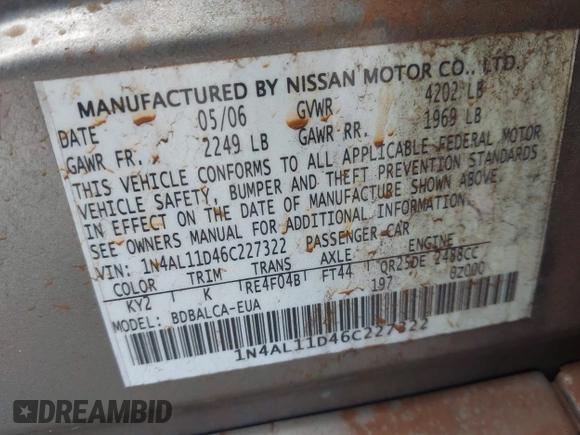 MANUFACTURED BY NISSAN MOTOR CO., LTD.
DATE 05/06 GVWR 4202 LB
GAWR FR. 2249 LB GAWR RR. 1969 LB
THIS VEHICLE CONFORMS TO ALL APPLICABLE FEDERAL MOTOR
VEHICLE SAFETY, BUMPER AND THEFT PREVENTION STANDARDS
IN EFFECT ON THE DATE OF MANUFACTURE SHOWN ABOVE.
SEE OWNERS MANUAL FOR ADDITIONAL INFORMATION.
VIN: 1N4AL11D46C227322 PASSENGER CAR
COLOR TRIM TRANS AXLE ENGINE
KY2 K RE4F04B FT44 QR25DE 2488CC
MODEL: BDBALCA-EUA 197 8Z000
1N4AL11D46C227322
DREAMBID